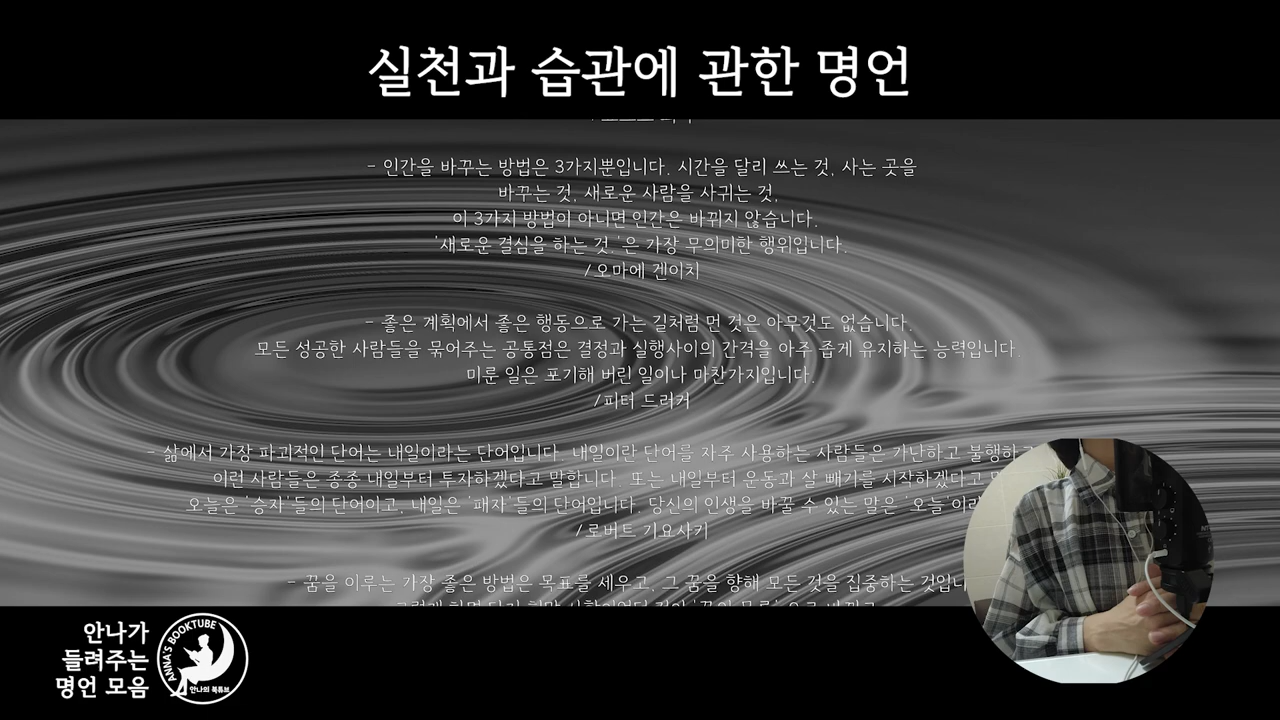 실천과 습관에 관한 명언
- 인간을 바꾸는 방법은 3가지뿐입니다. 시간을 달리 쓰는 것, 사는 곳을
바꾸는 것, 새로운 사람을 사귀는 것,
이 3가지 방법이 아니면 인간은 바뀌지 않습니다.
'새로운 결심을 하는 것,'은 가장 무의미한 행위입니다.
/오마에 겐이치
- 좋은 계획에서 좋은 행동으로 가는 길처럼 먼 것은 아무것도 없습니다.
모든 성공한 사람들을 묶어주는 공통점은 결정과 실행사이의 간격을 아주 좁게 유지하는 능력입니다.
미룬 일은 포기해 버린 일이나 마찬가지입니다.
/피터 드러커
- 삶에서 가장 파괴적인 단어는 내일이라는 단어입니다. 내일이란 단어를 자주 사용하는 사람들은 가난하고
이런 사람들은 종종 내일부터 투자하겠다고 말합니다. 또는 내일부터 운동과 살 빼기를 시작하겠다고
오늘은 '승자'들의 단어이고, 내일은 '패자'들의 단어입니다. 당신의 인생을 바꿀 수 있는 말은
/로버트 기요사키
- 꿈을 이루는 가장 좋은 방법은 목표를 세우고, 그 꿈을 향해 모든 것을 집중하는
안나가
들려주는
명언 모음
ANNA'S BOOKTUBE
안나의 북튜브